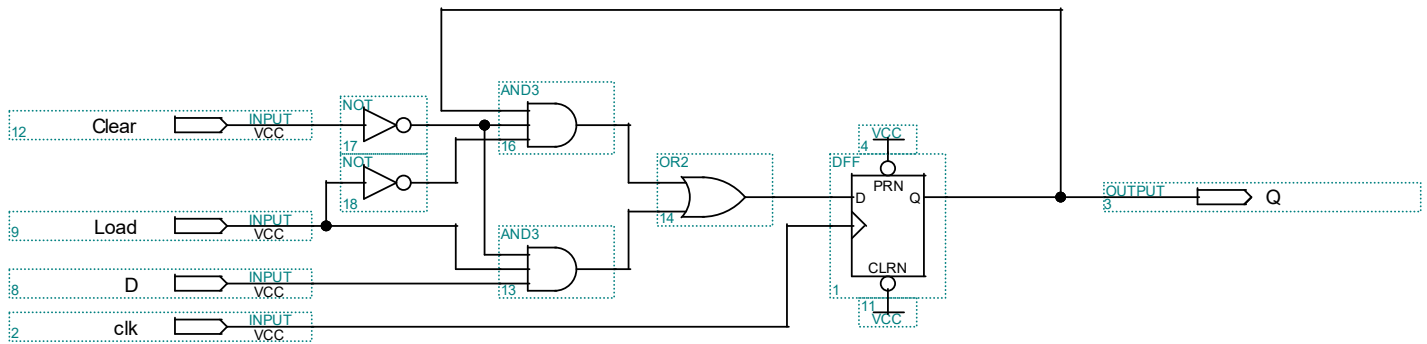 NOT
AND3
Clear
INPUT
VCC
12
17
16
VCC
4
NOT
OR2
DFF
PRN
18
D
Q
OUTPUT
3
Q
Load
INPUT
VCC
9
14
AND3
D
INPUT
VCC
8
13
CLRN
1
11
VCC
clk
INPUT
VCC
2